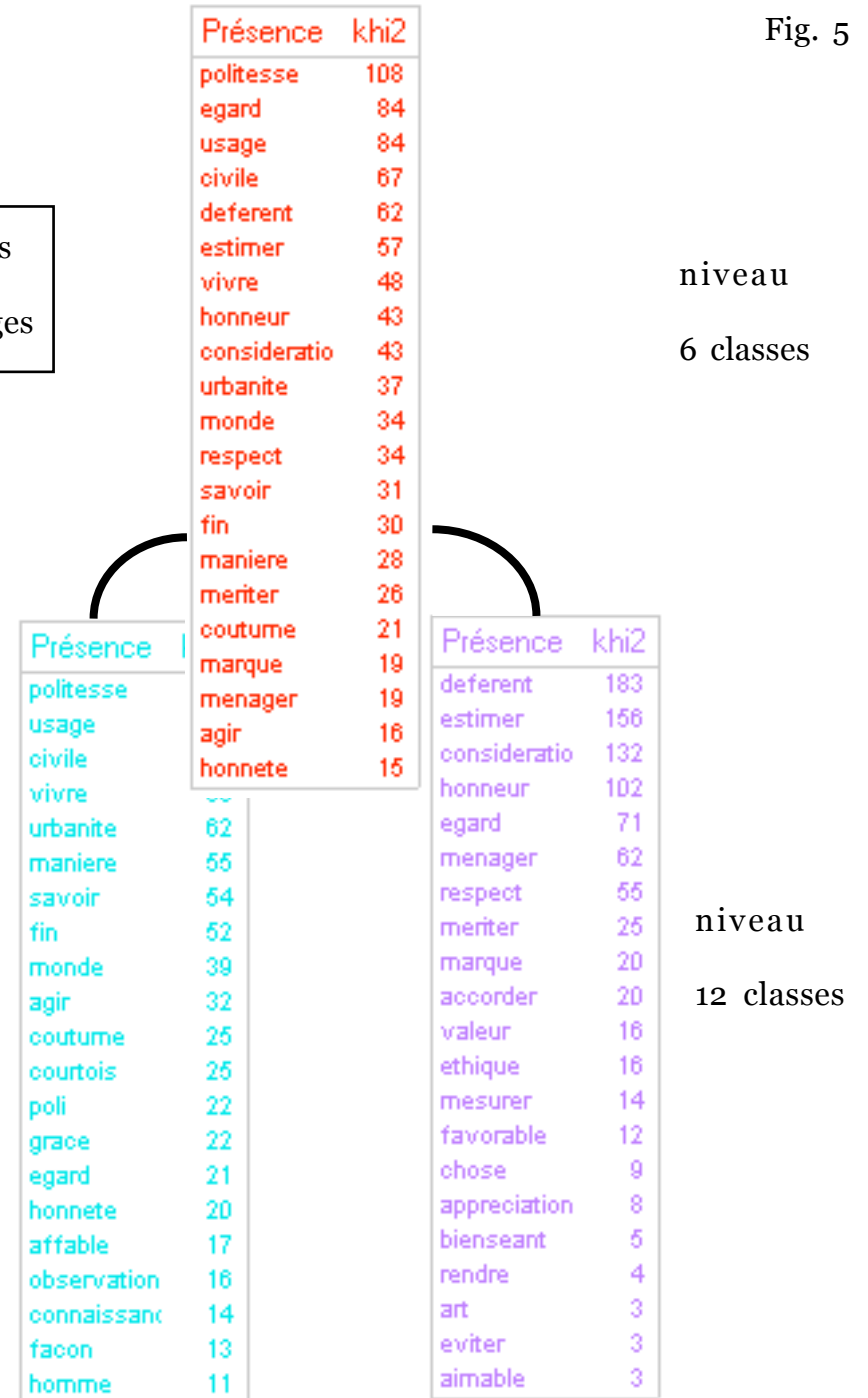 Fig. 5
Présence khi2
politesse 108
egard 84
usage 84
civile 67
deferent 62
estimer 57
vivre 48
honneur 43
consideratio 43
urbanite 37
monde 34
respect 34
savoir 31
fin 30
maniere 28
meriter 26
coutume 21
marque 19
menager 19
agir 16
honnete 15
s
ges
niveau
6 classes
Présence
politesse
usage
civile
vivre
urbanite 62
maniere 55
savoir 54
fin 52
monde 39
agir 32
coutume 25
courtois 25
poli 22
grace 22
egard 21
honnete 20
affable 17
observation 16
connaissanc 14
facon 13
homme 11
Présence khi2
deferent 183
estimer 156
consideratio 132
honneur 102
egard 71
menager 62
respect 55
meriter 25
marque 20
accorder 20
valeur 16
ethique 16
mesurer 14
favorable 12
chose 9
appreciation 8
bienseant 5
rendre 4
art 3
eviter 3
aimable 3
niveau
12 classes